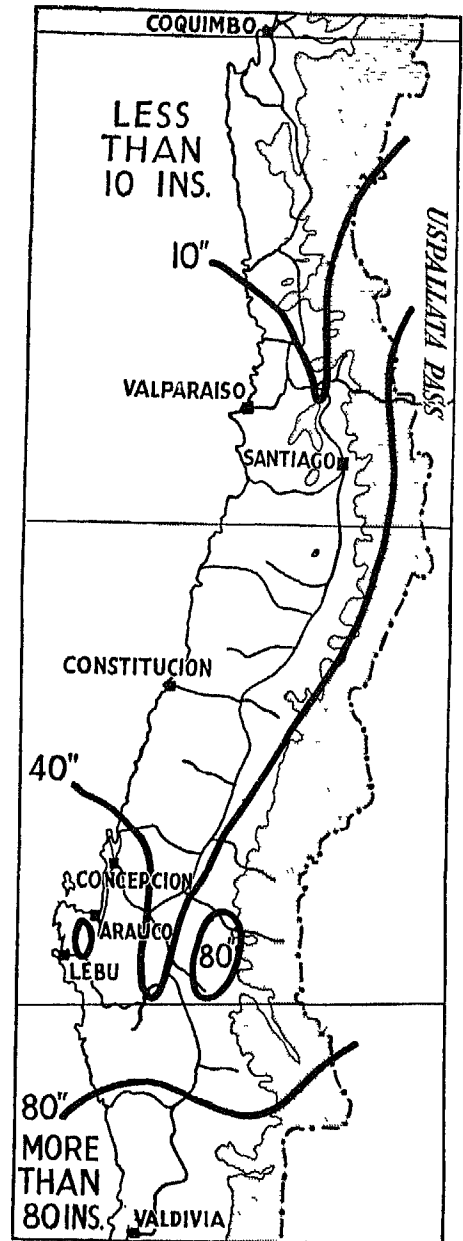 COQUIMBO
LESS
THAN
10 INS.
10"
USPALLATA PASS
VALPARAISO
SANTIAGO
CONSTITUCION
40"
CONCEPCION
ARAUCO
80"
LEBU
80"
MORE
THAN
80 INS.
VALDIVIA